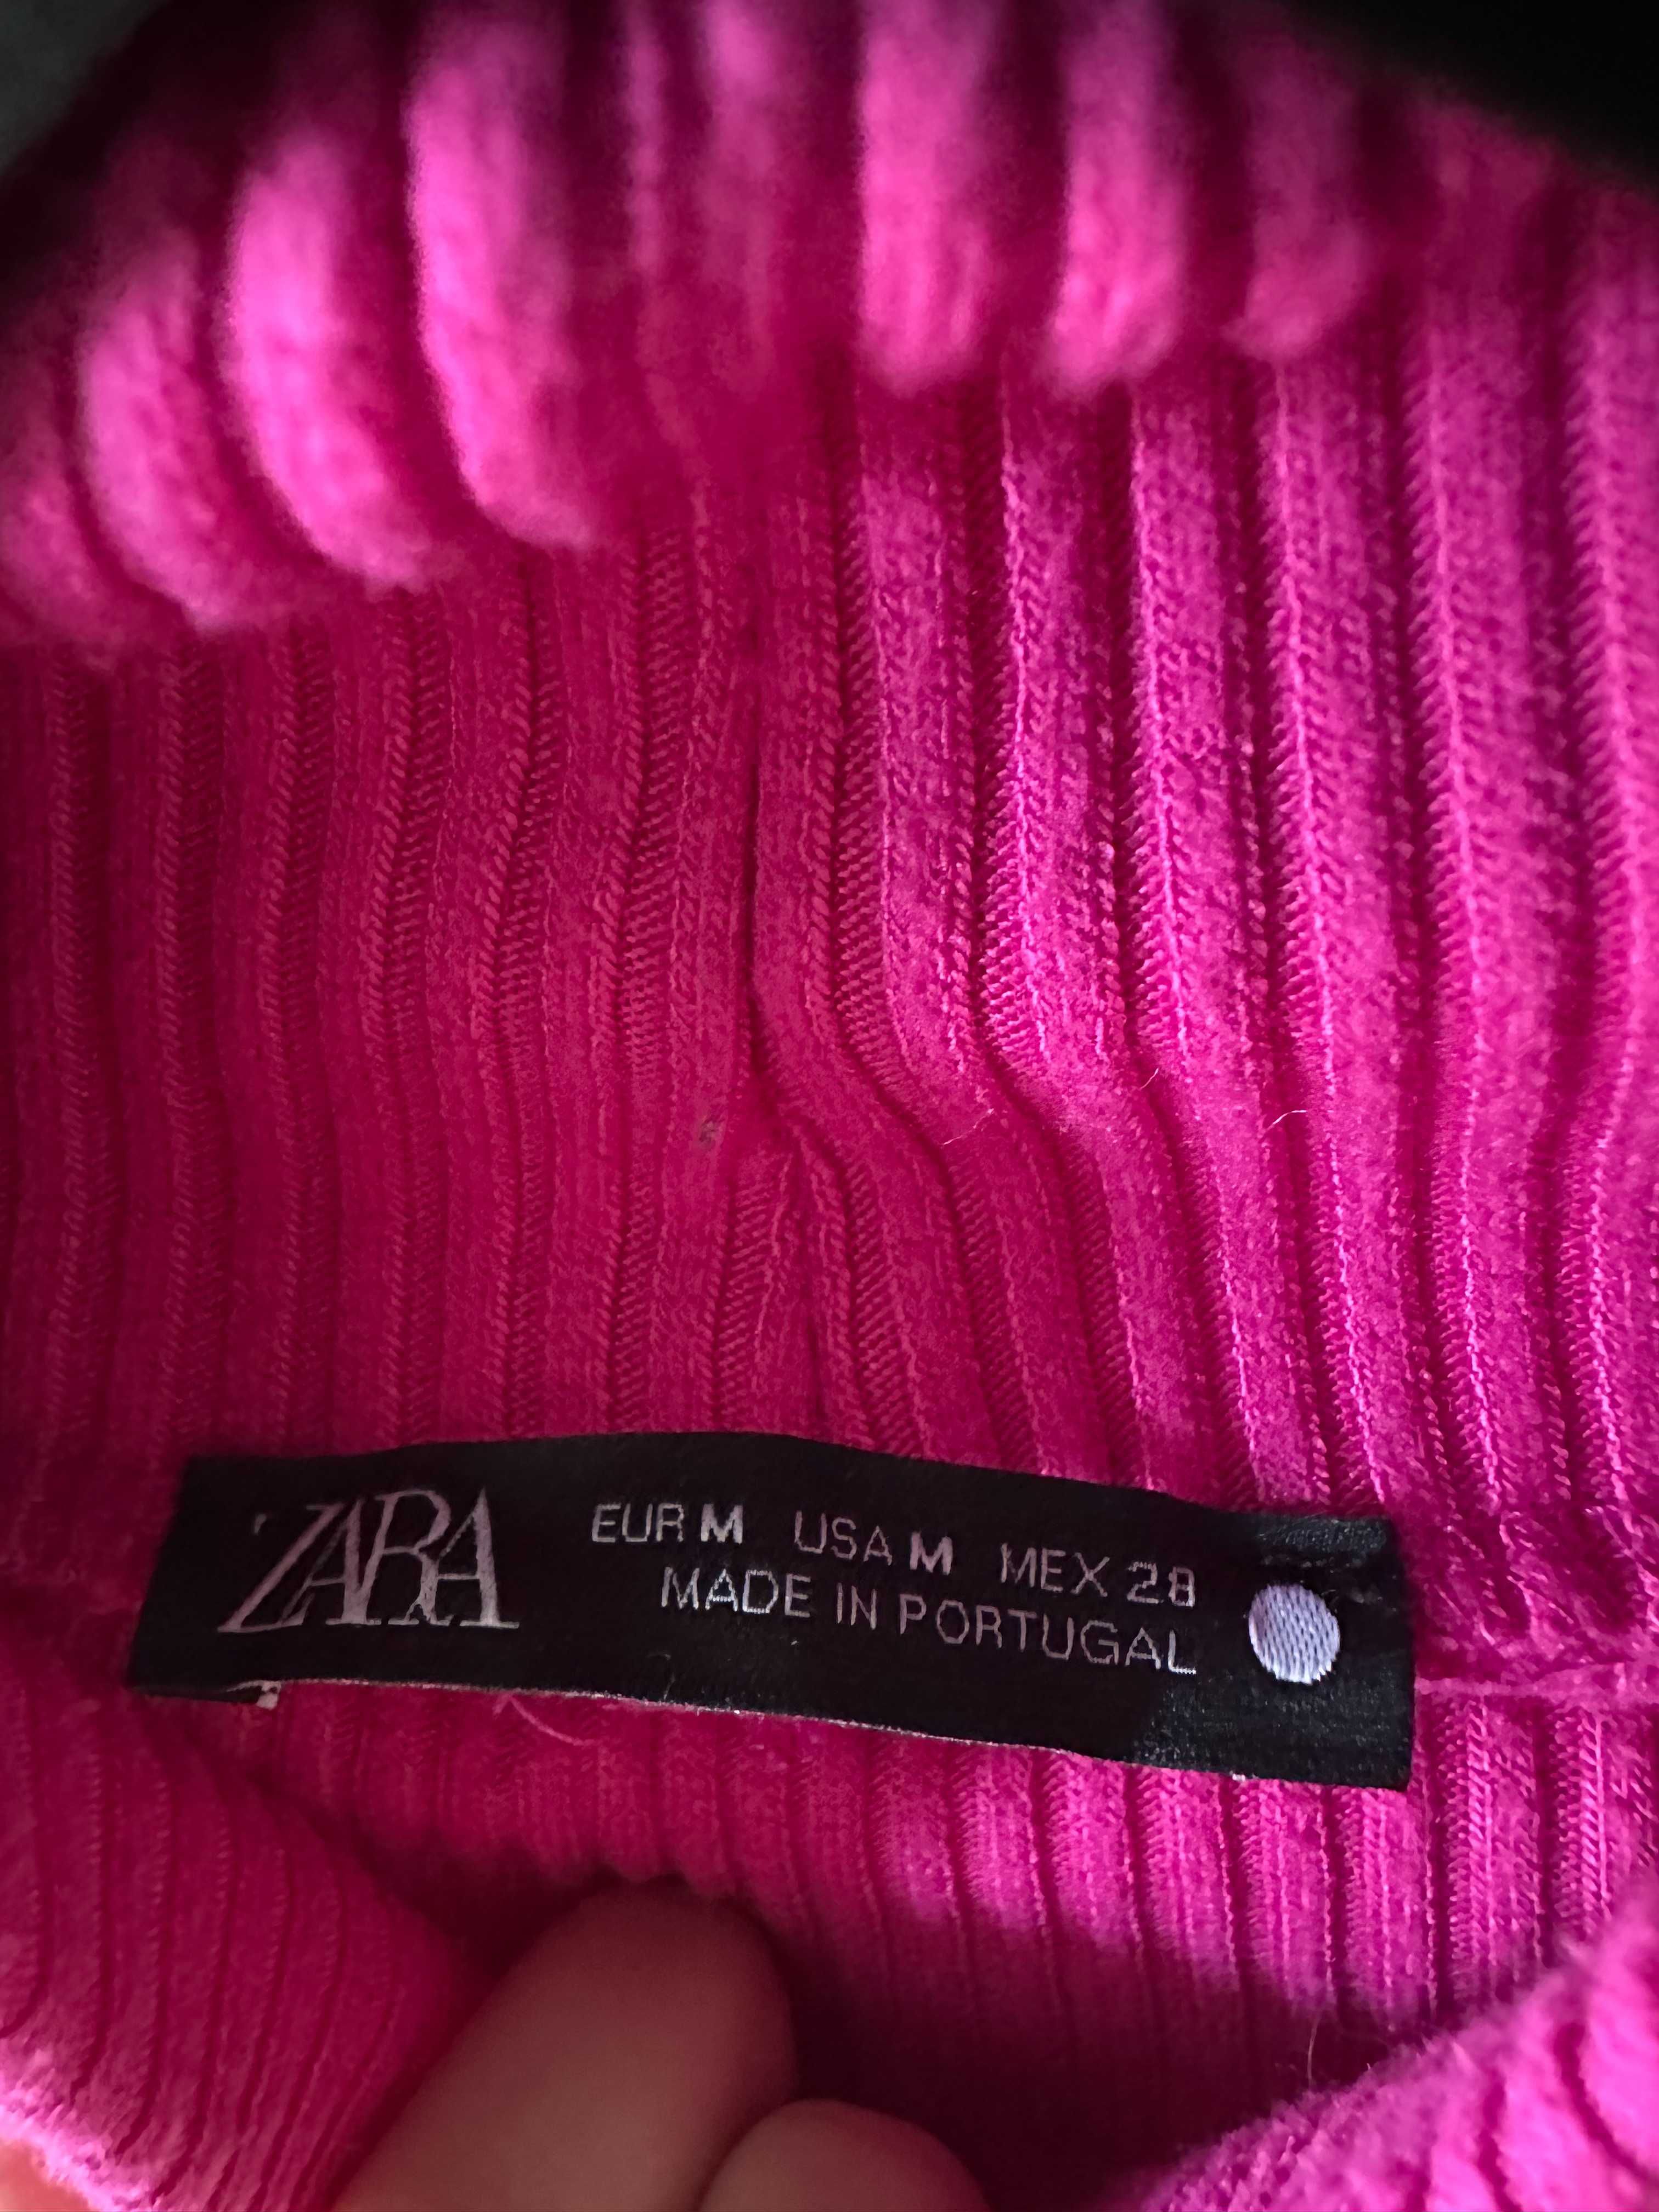 ZARA
EUR M USA M MEX 28
MADE IN PORTUGAL